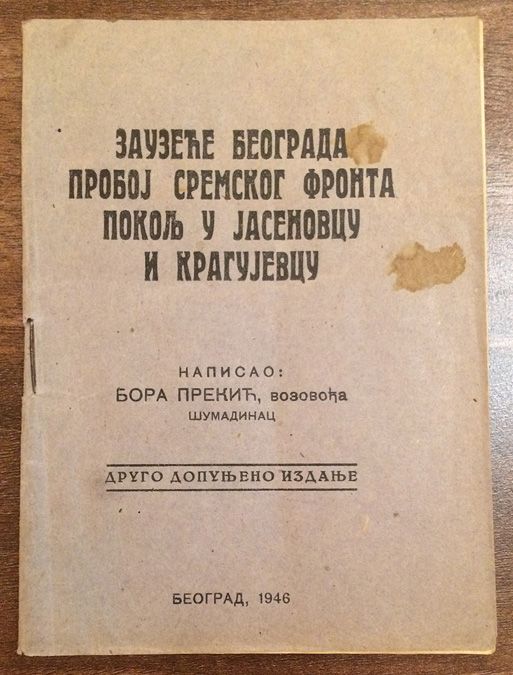 ЗАУЗЕЋЕ БЕОГРАДА
ПРОБОЈ СРЕМСКОГ ФРОНТА
ПОКОЉ У ЈАСЕНОВЦУ
И КРАГУЈЕВЦУ
НАПИСАО:
БОРА ПРЕКИЋ, возовођа
ШУМАДИНАЦ
ДРУГО ДОПУЊЕНО ИЗДАЊЕ
БЕОГРАД, 1946